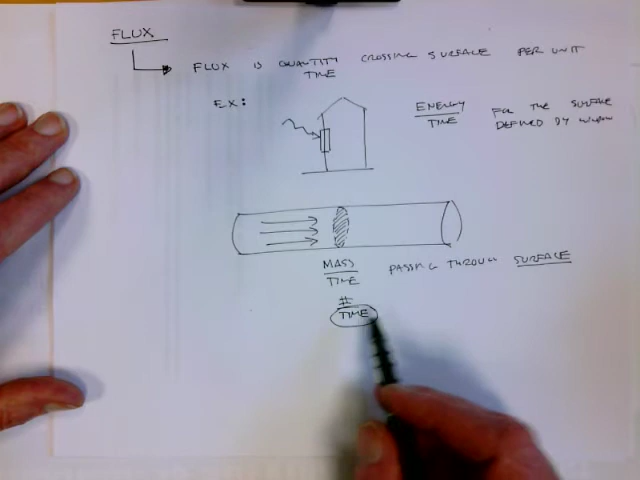 FLUX
FLUX IS QUANTITY CROSSING SURFACE PER UNIT
TIME
EX:
ENERGY
TIME
FOR THE SURFACE
DEFINED BY WINDOW
MASS
TIME
PASSING THROUGH SURFACE
#
TIME